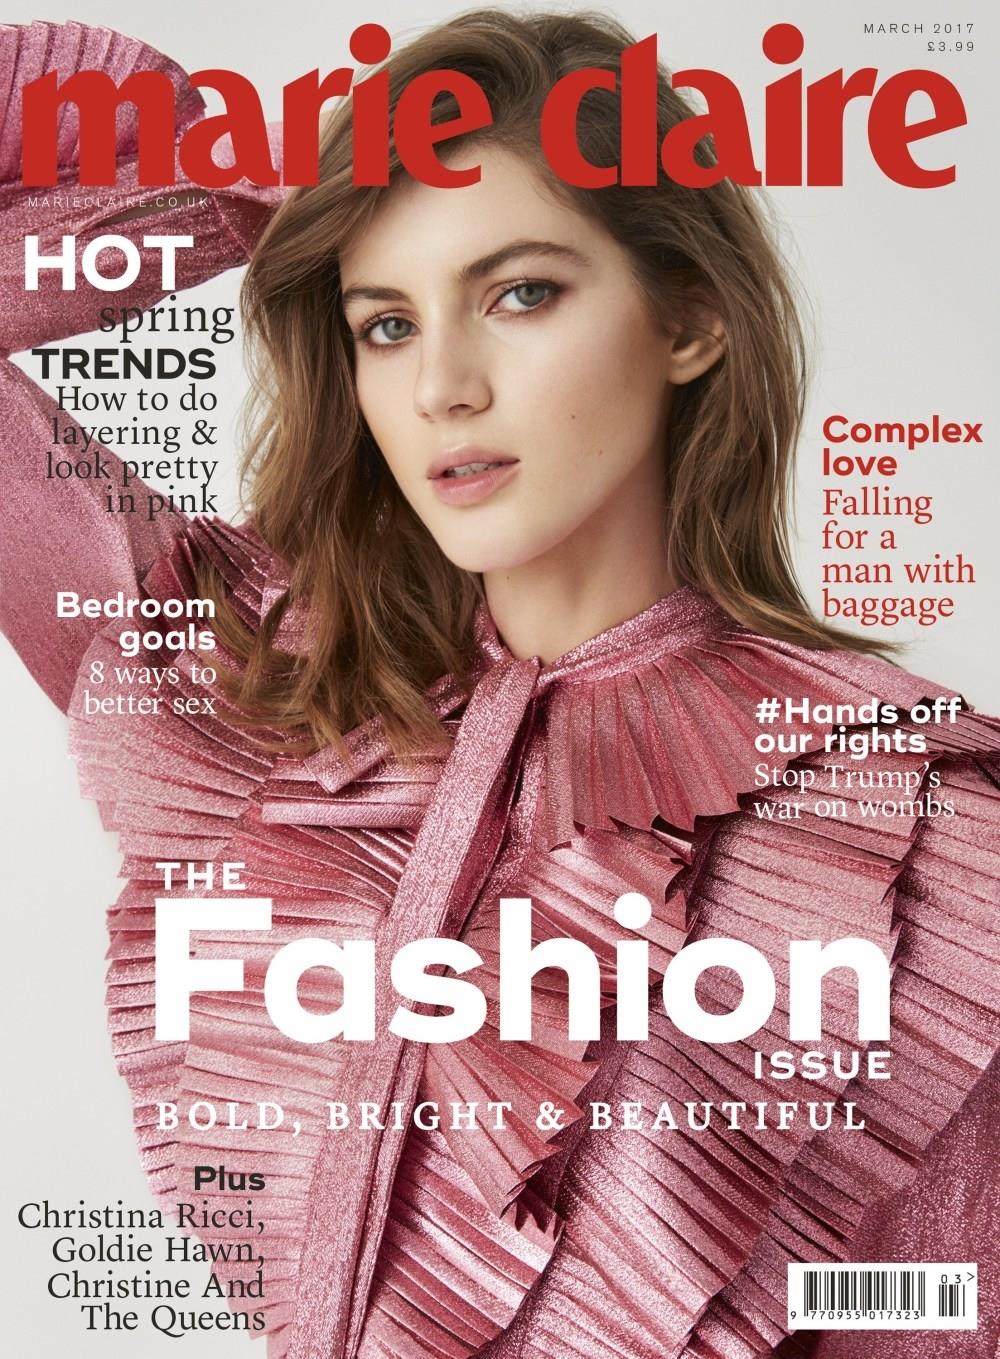 MARCH 2017
£3.99
marie claire
MARIECLAIRE.CO.UK
HOT
spring
TRENDS
How to do
layering &
look pretty
in pink
Complex
love
Falling
for a
man with
baggage
Bedroom
goals
8 ways to
better sex
#Hands off
our rights
Stop Trump's
war on wombs
THE
Fashion
ISSUE
BOLD, BRIGHT & BEAUTIFUL
Plus
Christina Ricci,
Goldie Hawn,
Christine And
The Queens
03>
9 770955 017323